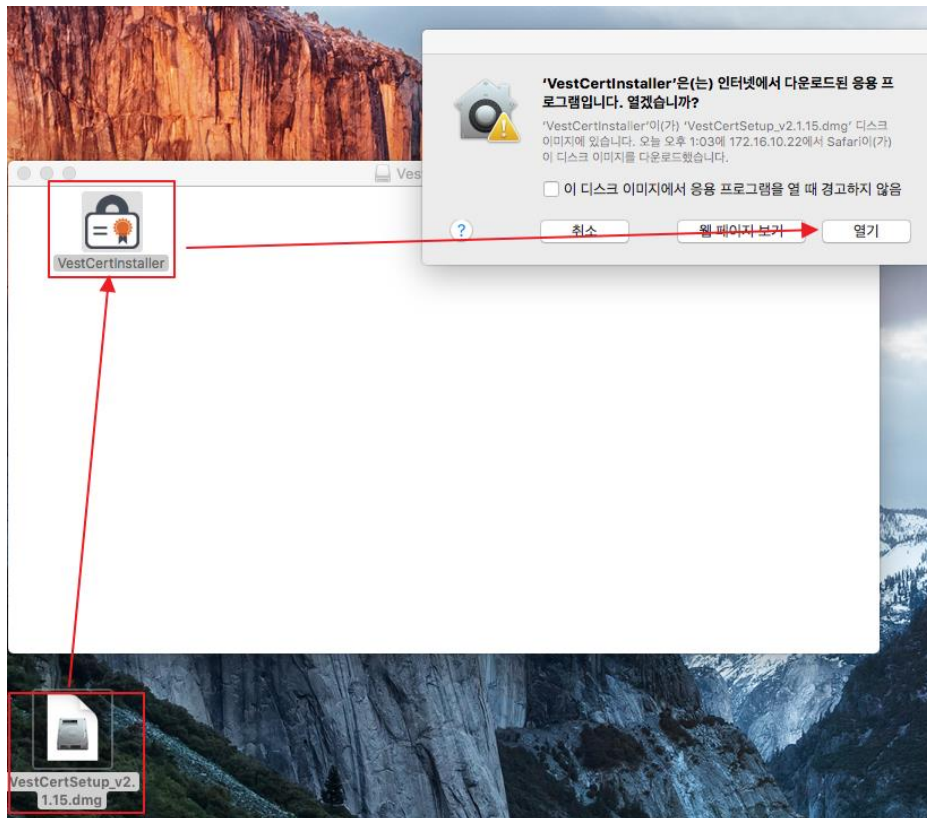 'VestCertInstaller'은(는) 인터넷에서 다운로드된 응용 프
로그램입니다. 열겠습니까?
'VestCertInstaller'이(가) 'VestCertSetup_v2.1.15.dmg' 디스크
이미지에 있습니다. 오늘 오후 1:03에 172.16.10.22에서 Safari이(가)
이 디스크 이미지를 다운로드했습니다.
이 디스크 이미지에서 응용 프로그램을 열 때 경고하지 않음
?
취소
웹 페이지 보기
열기
Ves
VestCertInstaller
VestCertSetup_v2.
1.15.dmg